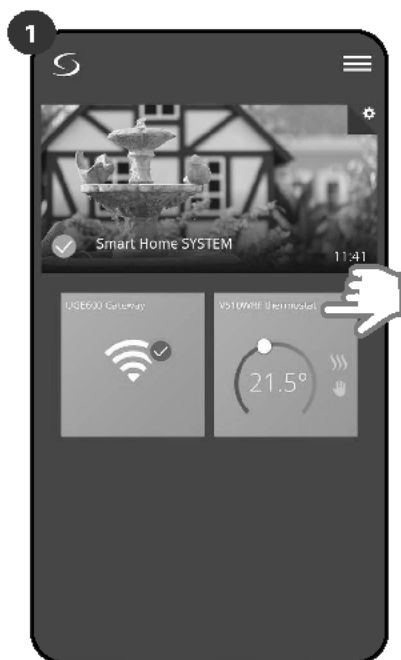 1
Smart Home SYSTEM
11:41
UGE600 Gateway
VS10WRF thermostat
21.5°